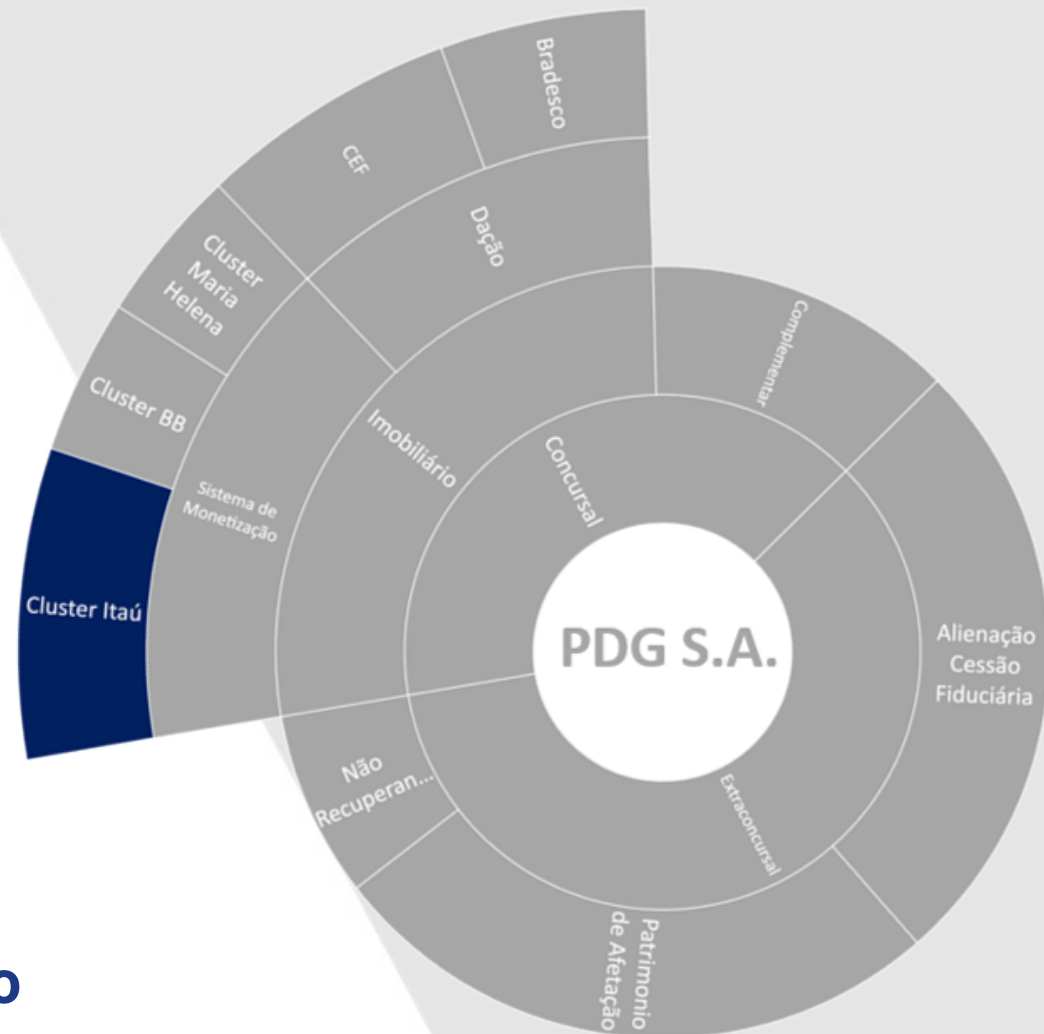 Bradesco
CEF
Dação
Cluster
Maria
Helena
Complementar
Cluster BB
Imobiliário
Concursal
Sistema de
Monetização
Cluster Itaú
PDG S.A.
Alienação
Cessão
Fiduciária
Não
Recuperan...
Extraconcursal
Patrimonio
de Afetação
o